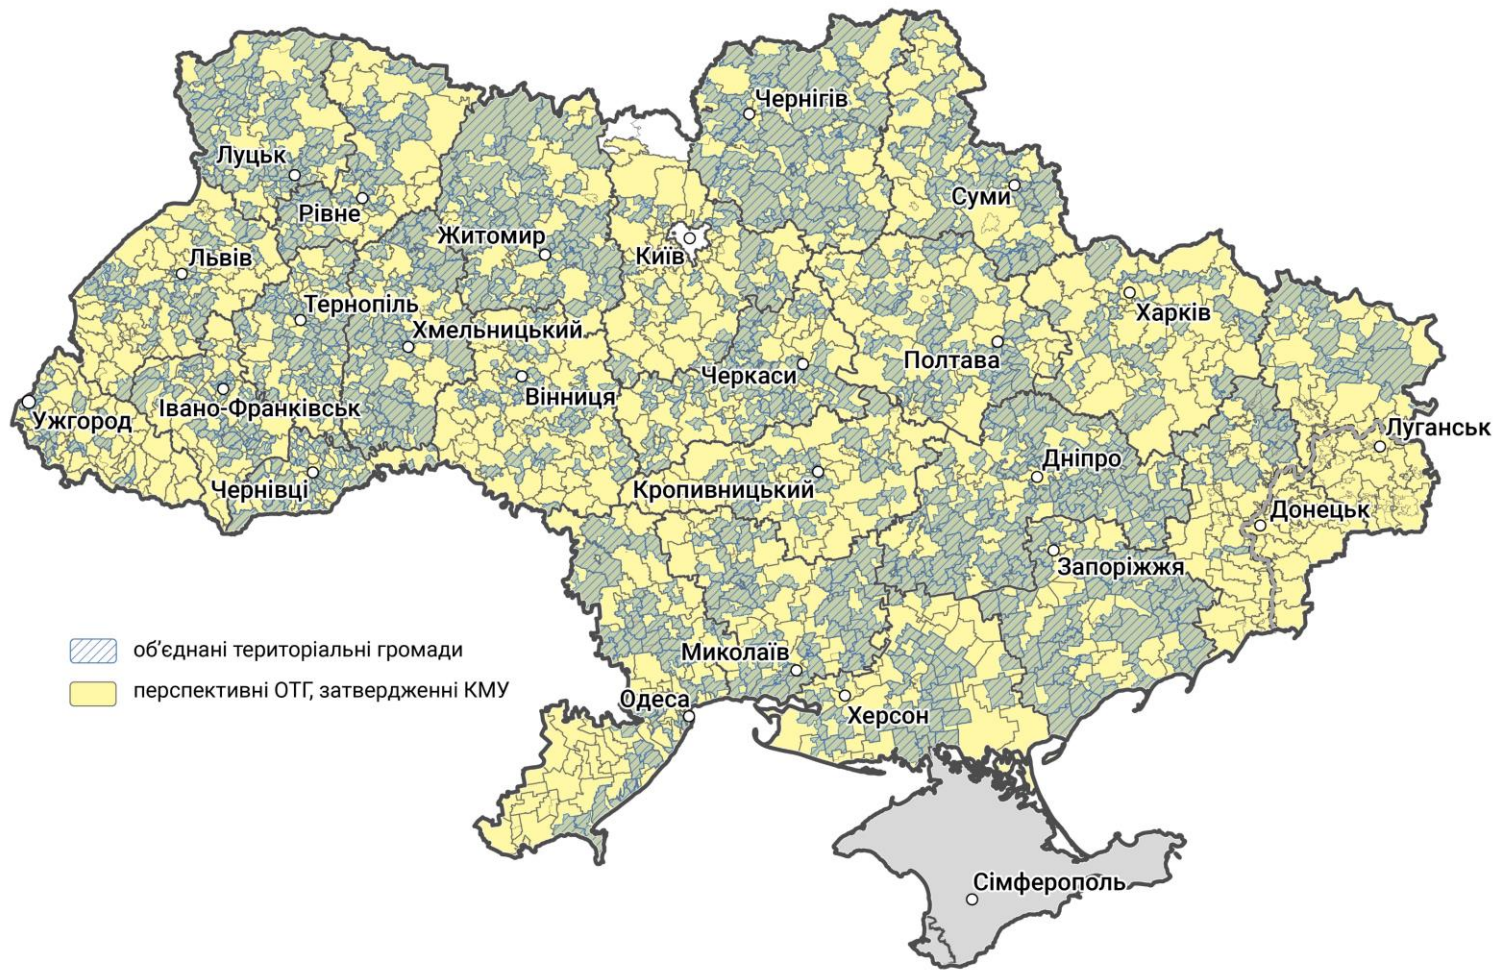 Чернігів
Луцьк
Суми
Рівне
Житомир
Київ
Львів
Тернопіль
Харків
Хмельницький
Полтава
Черкаси
Вінниця
Івано-Франківськ
Ужгород
Луганськ
Дніпро
Чернівці
Кропивницький
Донецьк
Запоріжжя
об'єднані територіальні громади
Миколаїв
перспективні ОТГ, затвердженні КМУ
Одеса
Херсон
Сімферополь